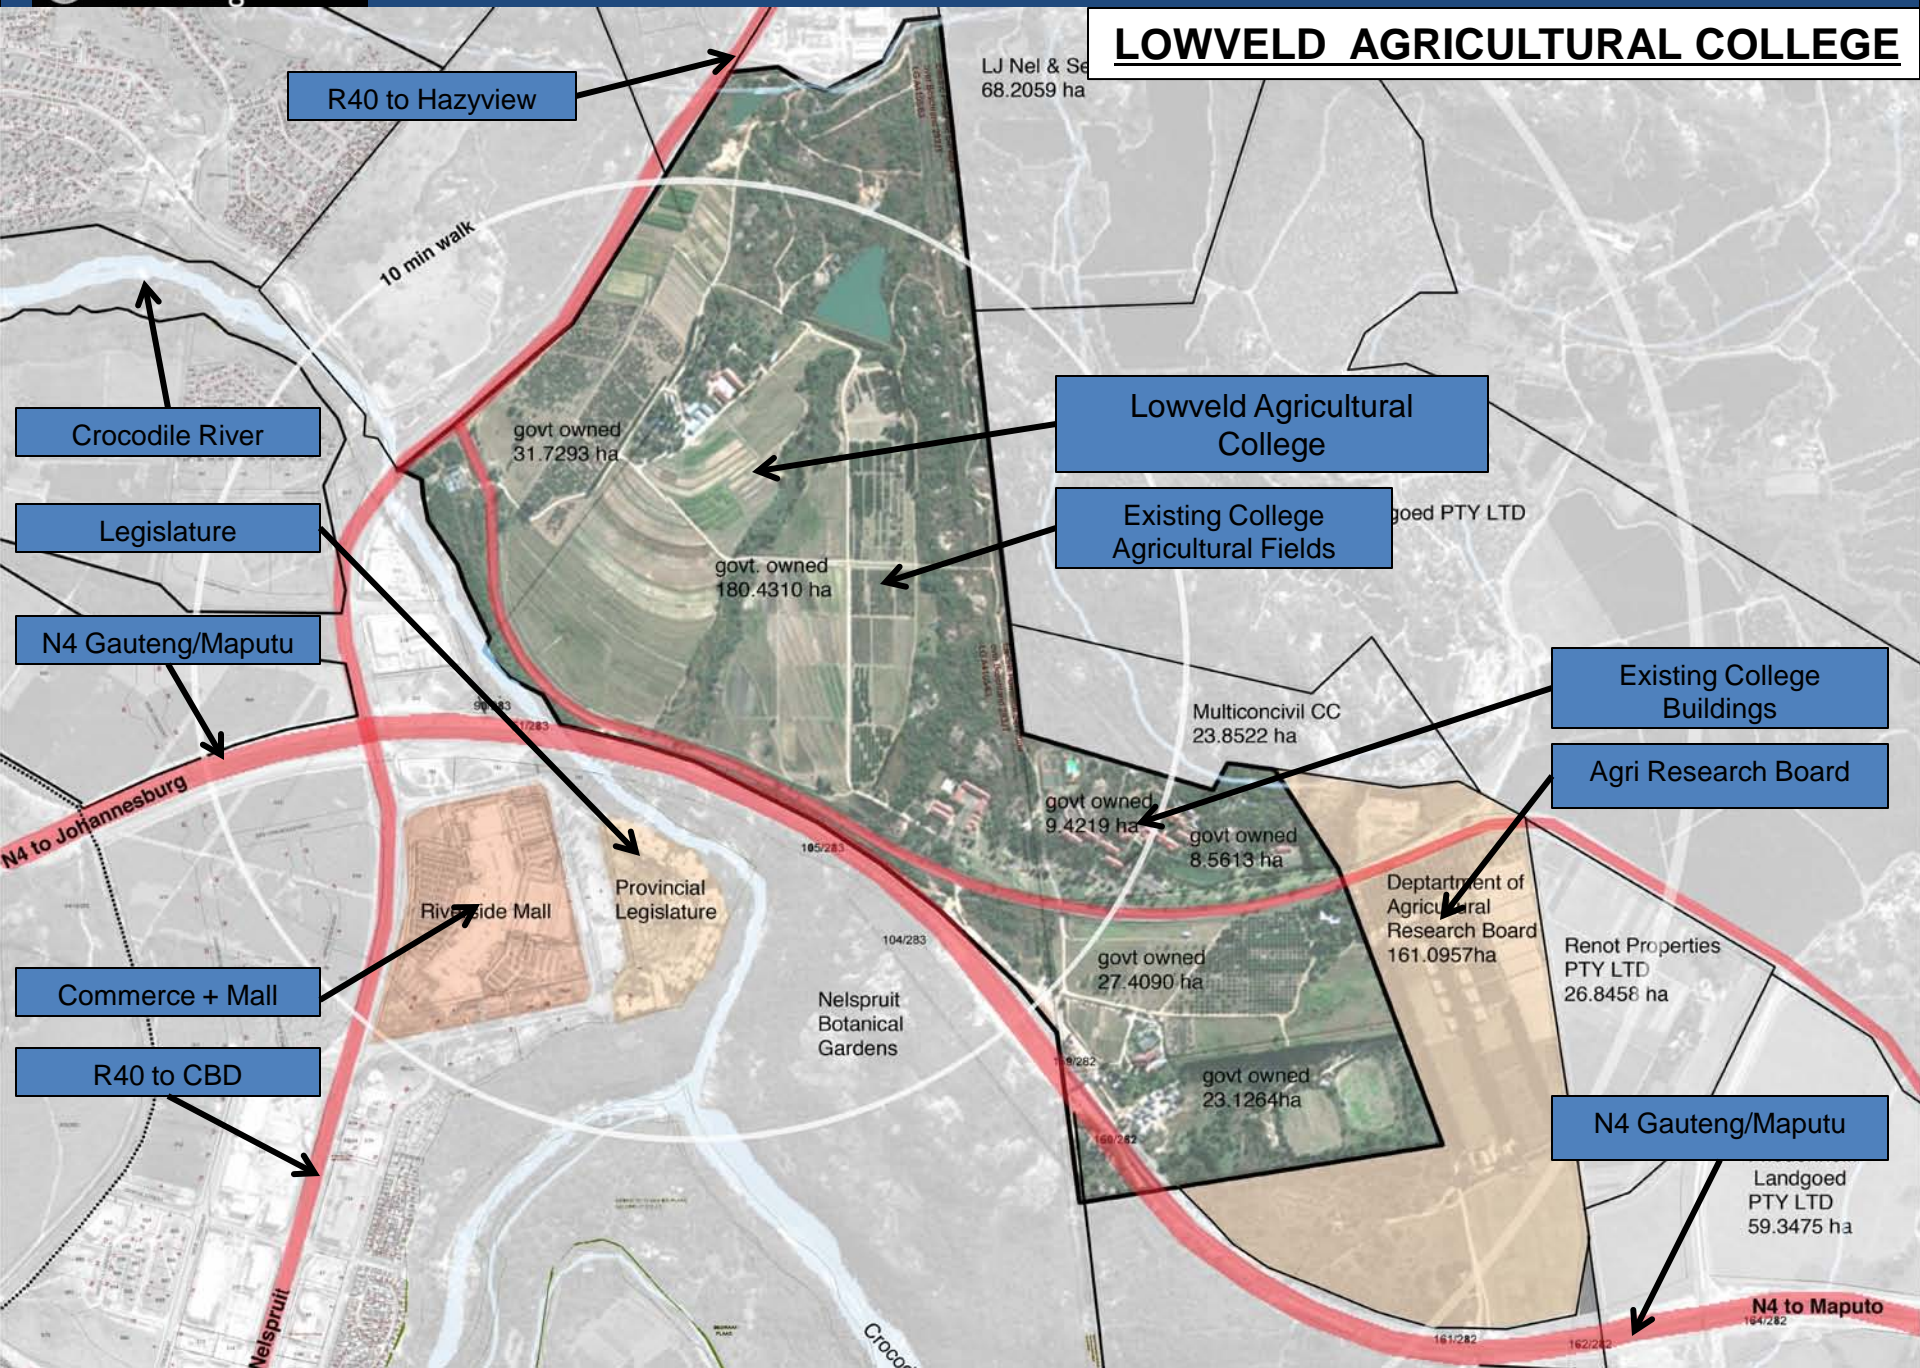 LOWVELD AGRICULTURAL COLLEGE
LJ Nel & Se
68.2059 ha
R40 to Hazyview
10 min walk
Crocodile River
govt owned
31.7293 ha
Lowveld Agricultural
College
Legislature
Existing College
Agricultural Fields
goed PTY LTD
govt. owned
180.4310 ha
N4 Gauteng/Maputu
Existing College
Buildings
Multiconcivil CC
23.8522 ha
Agri Research Board
N4 to Johannesburg
govt owned
9.4219 ha
govt owned
8.5613 ha
105/283
Provincial
Legislature
Riverside Mall
Deptartment of
Agricultural
Research Board
161.0957ha
104/283
Renot Properties
PTY LTD
26.8458 ha
govt owned
27.4090 ha
Commerce + Mall
Nelspruit
Botanical
Gardens
R40 to CBD
govt owned
23.1264ha
160/282
N4 Gauteng/Maputu
Landgoed
PTY LTD
59.3475 ha
N4 to Maputo
164/282
161/282
162/282
Nelspruit
Croco